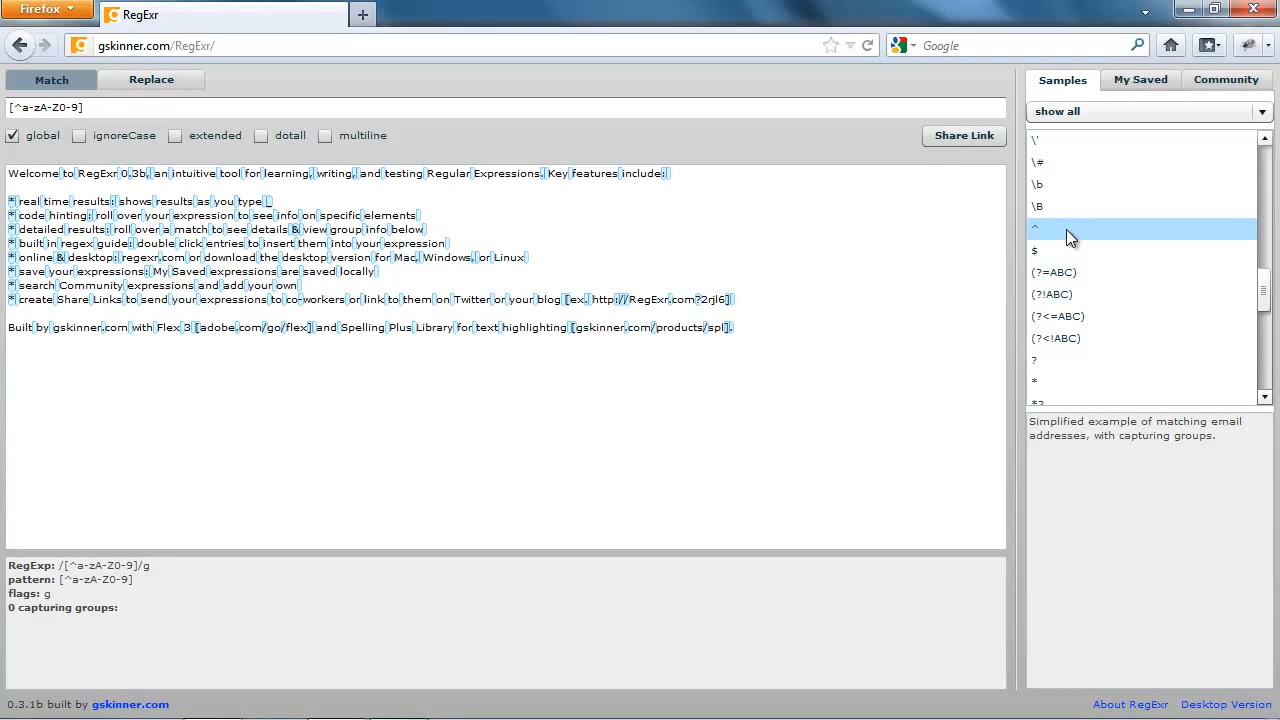 Firefox
RegExr
gskinner.com/RegExr/
Google
Match
Replace
Samples
My Saved
Community
[^a-zA-Z0-9]
show all
global
ignoreCase
extended
dotall
multiline
Share Link
\'
\#
\b
\B
^
$
(?=ABC)
(?!ABC)
(?<=ABC)
(?<!ABC)
?
*
*?
Welcome to RegExr 0.3b, an intuitive tool for learning, writing, and testing Regular Expressions. Key features include:
* real time results: shows results as you type
* code hinting: roll over your expression to see info on specific elements
* detailed results: roll over a match to see details & view group info below
* built in regex guide: double click entries to insert them into your expression
* online & desktop: regexr.com or download the desktop version for Mac, Windows, or Linux
* save your expressions: My Saved expressions are saved locally
* search Community expressions and add your own
* create Share Links to send your expressions to co-workers or link to them on Twitter or your blog [ex. http://RegExr.com?2rjl6]
Built by gskinner.com with Flex 3 [adobe.com/go/flex] and Spelling Plus Library for text highlighting [gskinner.com/products/spl].
Simplified example of matching email
addresses, with capturing groups.
RegExp: /[^a-zA-Z0-9]/g
pattern: [^a-zA-Z0-9]
flags: g
0 capturing groups:
0.3.1b built by gskinner.com
About RegExr
Desktop Version